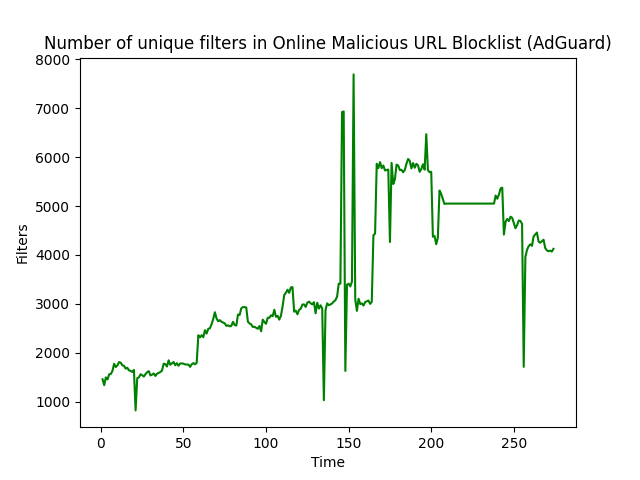 Number of unique filters in Online Malicious URL Blocklist (AdGuard)
8000
7000
6000
5000
4000
3000
2000
1000
Filters
0 50 100 150 200 250
Time